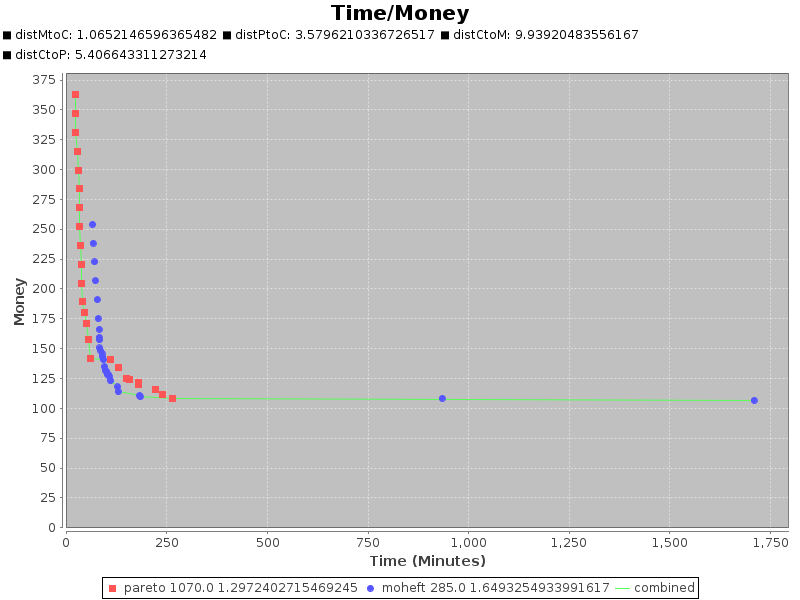 Time/Money
distMtoC: 1.0652146596365482 distPtoC: 3.5796210336726517 distCtoM: 9.93920483556167
distCtoP: 5.406643311273214
375
350
325
300
275
250
225
200
175
150
125
100
75
50
25
0
Money
0 250 500 750 1,000 1,250 1,500 1,750
Time (Minutes)
pareto 1070.0 1.2972402715469245 moheft 285.0 1.6493254933991617 combined